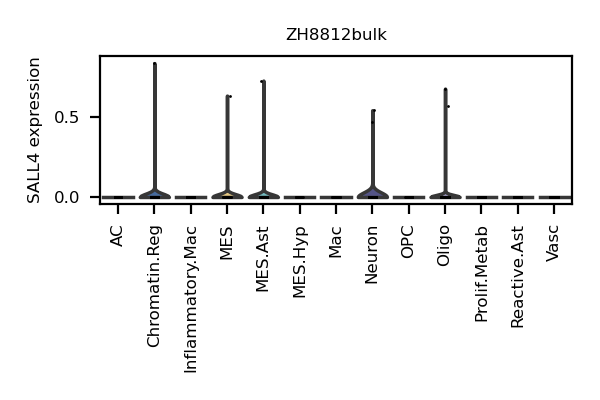 ZH8812bulk
SALL4 expression
0.5
0.0
AC
Chromatin.Reg
Inflammatory.Mac
MES
MES.Ast
MES.Hyp
Mac
Neuron
OPC
Oligo
Prolif.Metab
Reactive.Ast
Vasc